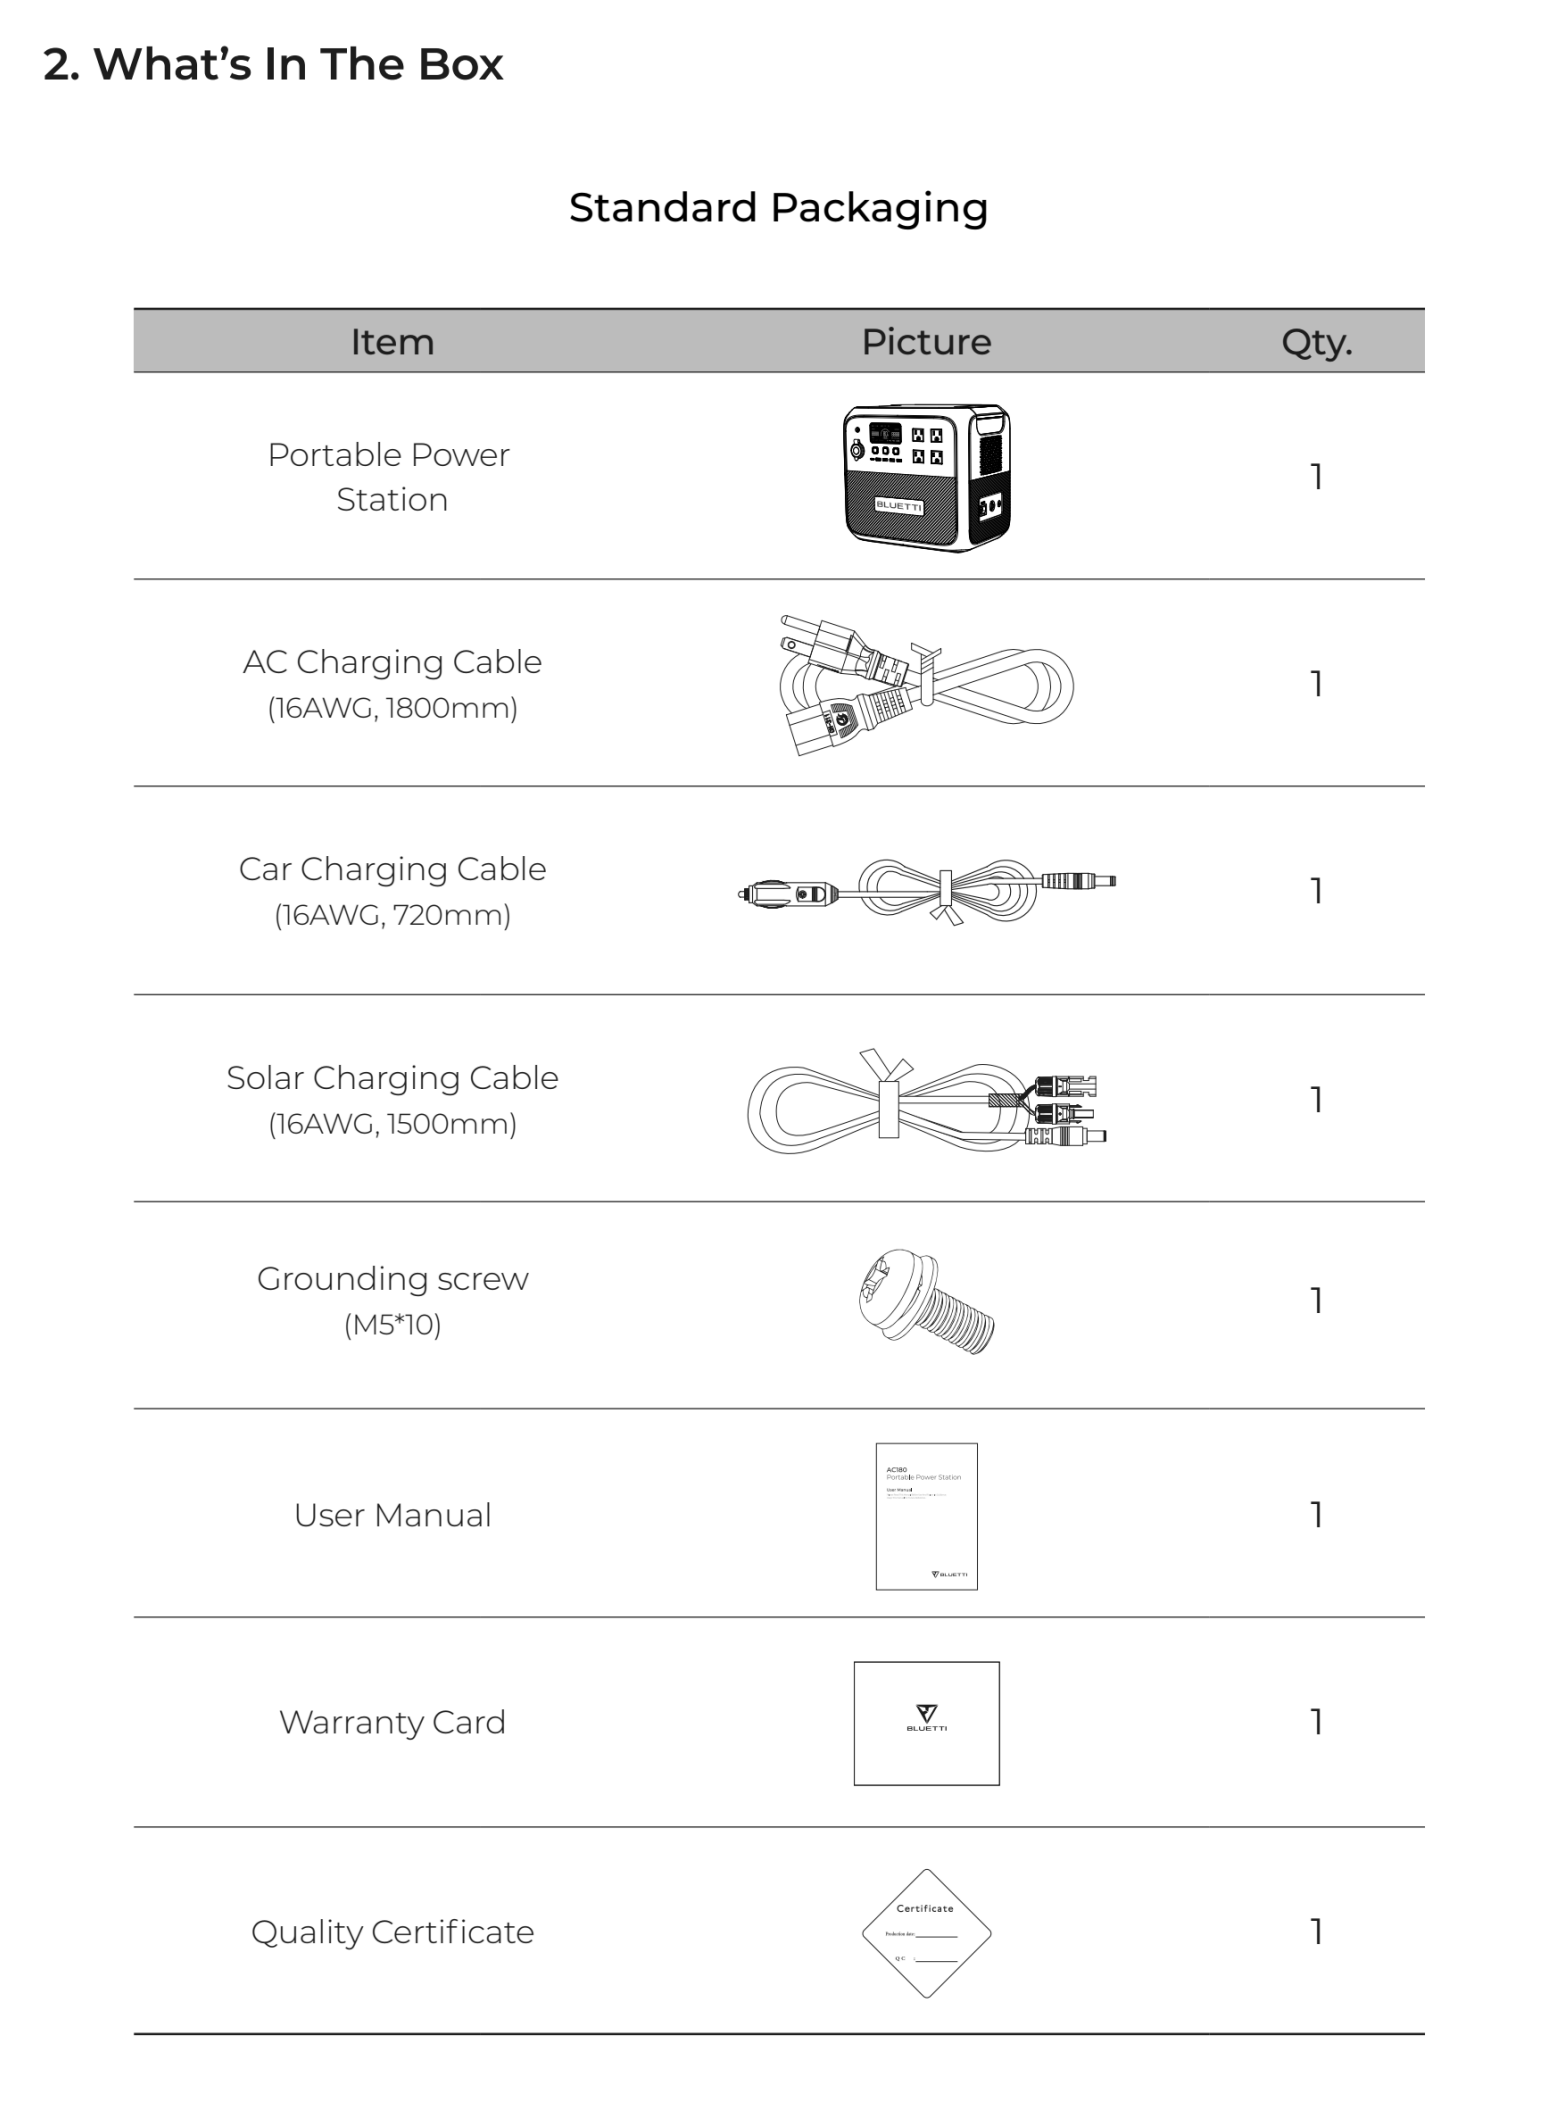 2. What’s In The Box
Standard Packaging
Item Picture Qty.
Portable Power
Station
BLUETTI
1
AC Charging Cable
(16AWG, 1800mm)
1
Car Charging Cable
(16AWG, 720mm)
1
Solar Charging Cable
(16AWG, 1500mm)
1
Grounding screw
(M5*10)
1
User Manual
AC180
Portable Power Station
User Manual
BLUETTI
1
Warranty Card
BLUETTI
1
Quality Certificate
Certificate
Production date:
Q C :
1